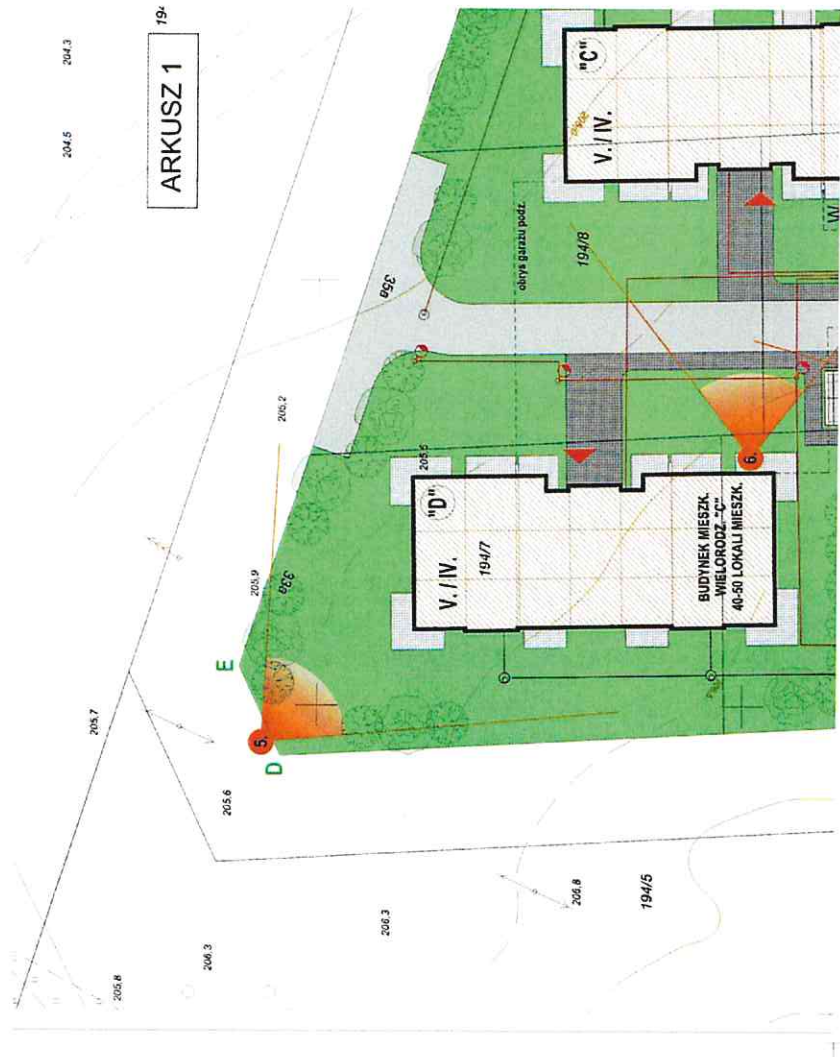 ARKUSZ 1
194
204.3
204.5
"C"
V. / IV.
obrys garażu podz.
194/8
35a
205.2
205.9
33a
E
5.
D
205.7
205.6
"D"
V. / IV.
194/7
BUDYNEK MIESZK.
WIELORODZ. "C"
40-50 LOKALI MIESZK.
6.
W
206.8
194/5
206.3
206.3
205.8